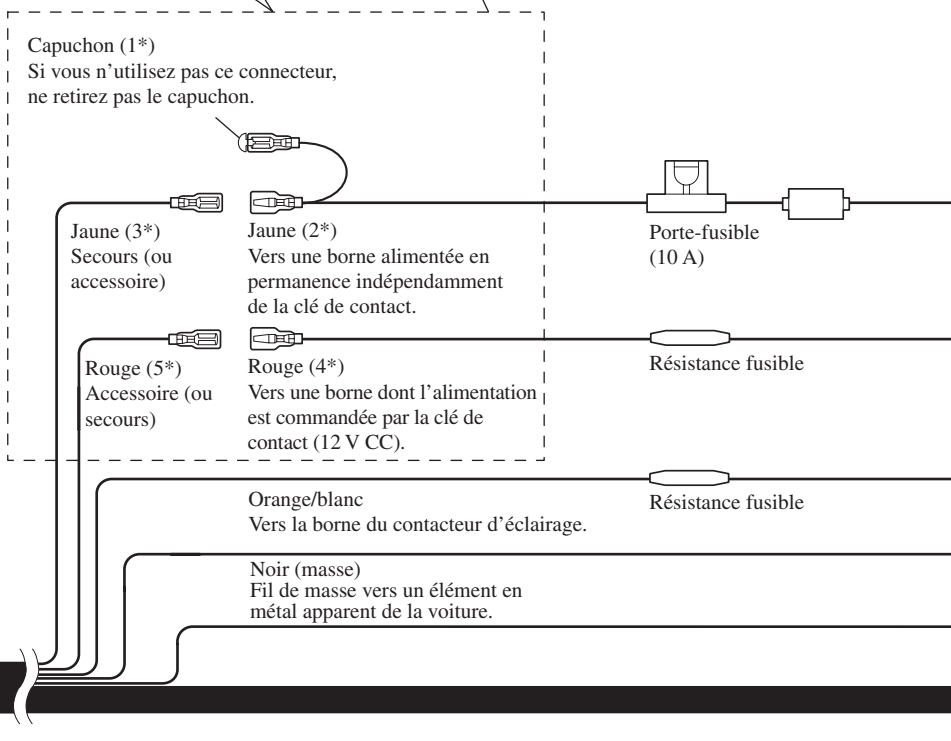 Capuchon (1*)
Si vous n'utilisez pas ce connecteur,
ne retirez pas le capuchon.
Jaune (3*)
Secours (ou
accessoire)
Jaune (2*)
Vers une borne alimentée en
permanence indépendamment
de la clé de contact.
Porte-fusible
(10 A)
Rouge (5*)
Accessoire (ou
secours)
Rouge (4*)
Vers une borne dont l'alimentation
est commandée par la clé de
contact (12 V CC).
Résistance fusible
Orange/blanc
Vers la borne du contacteur d'éclairage.
Résistance fusible
Noir (masse)
Fil de masse vers un élément en
métal apparent de la voiture.